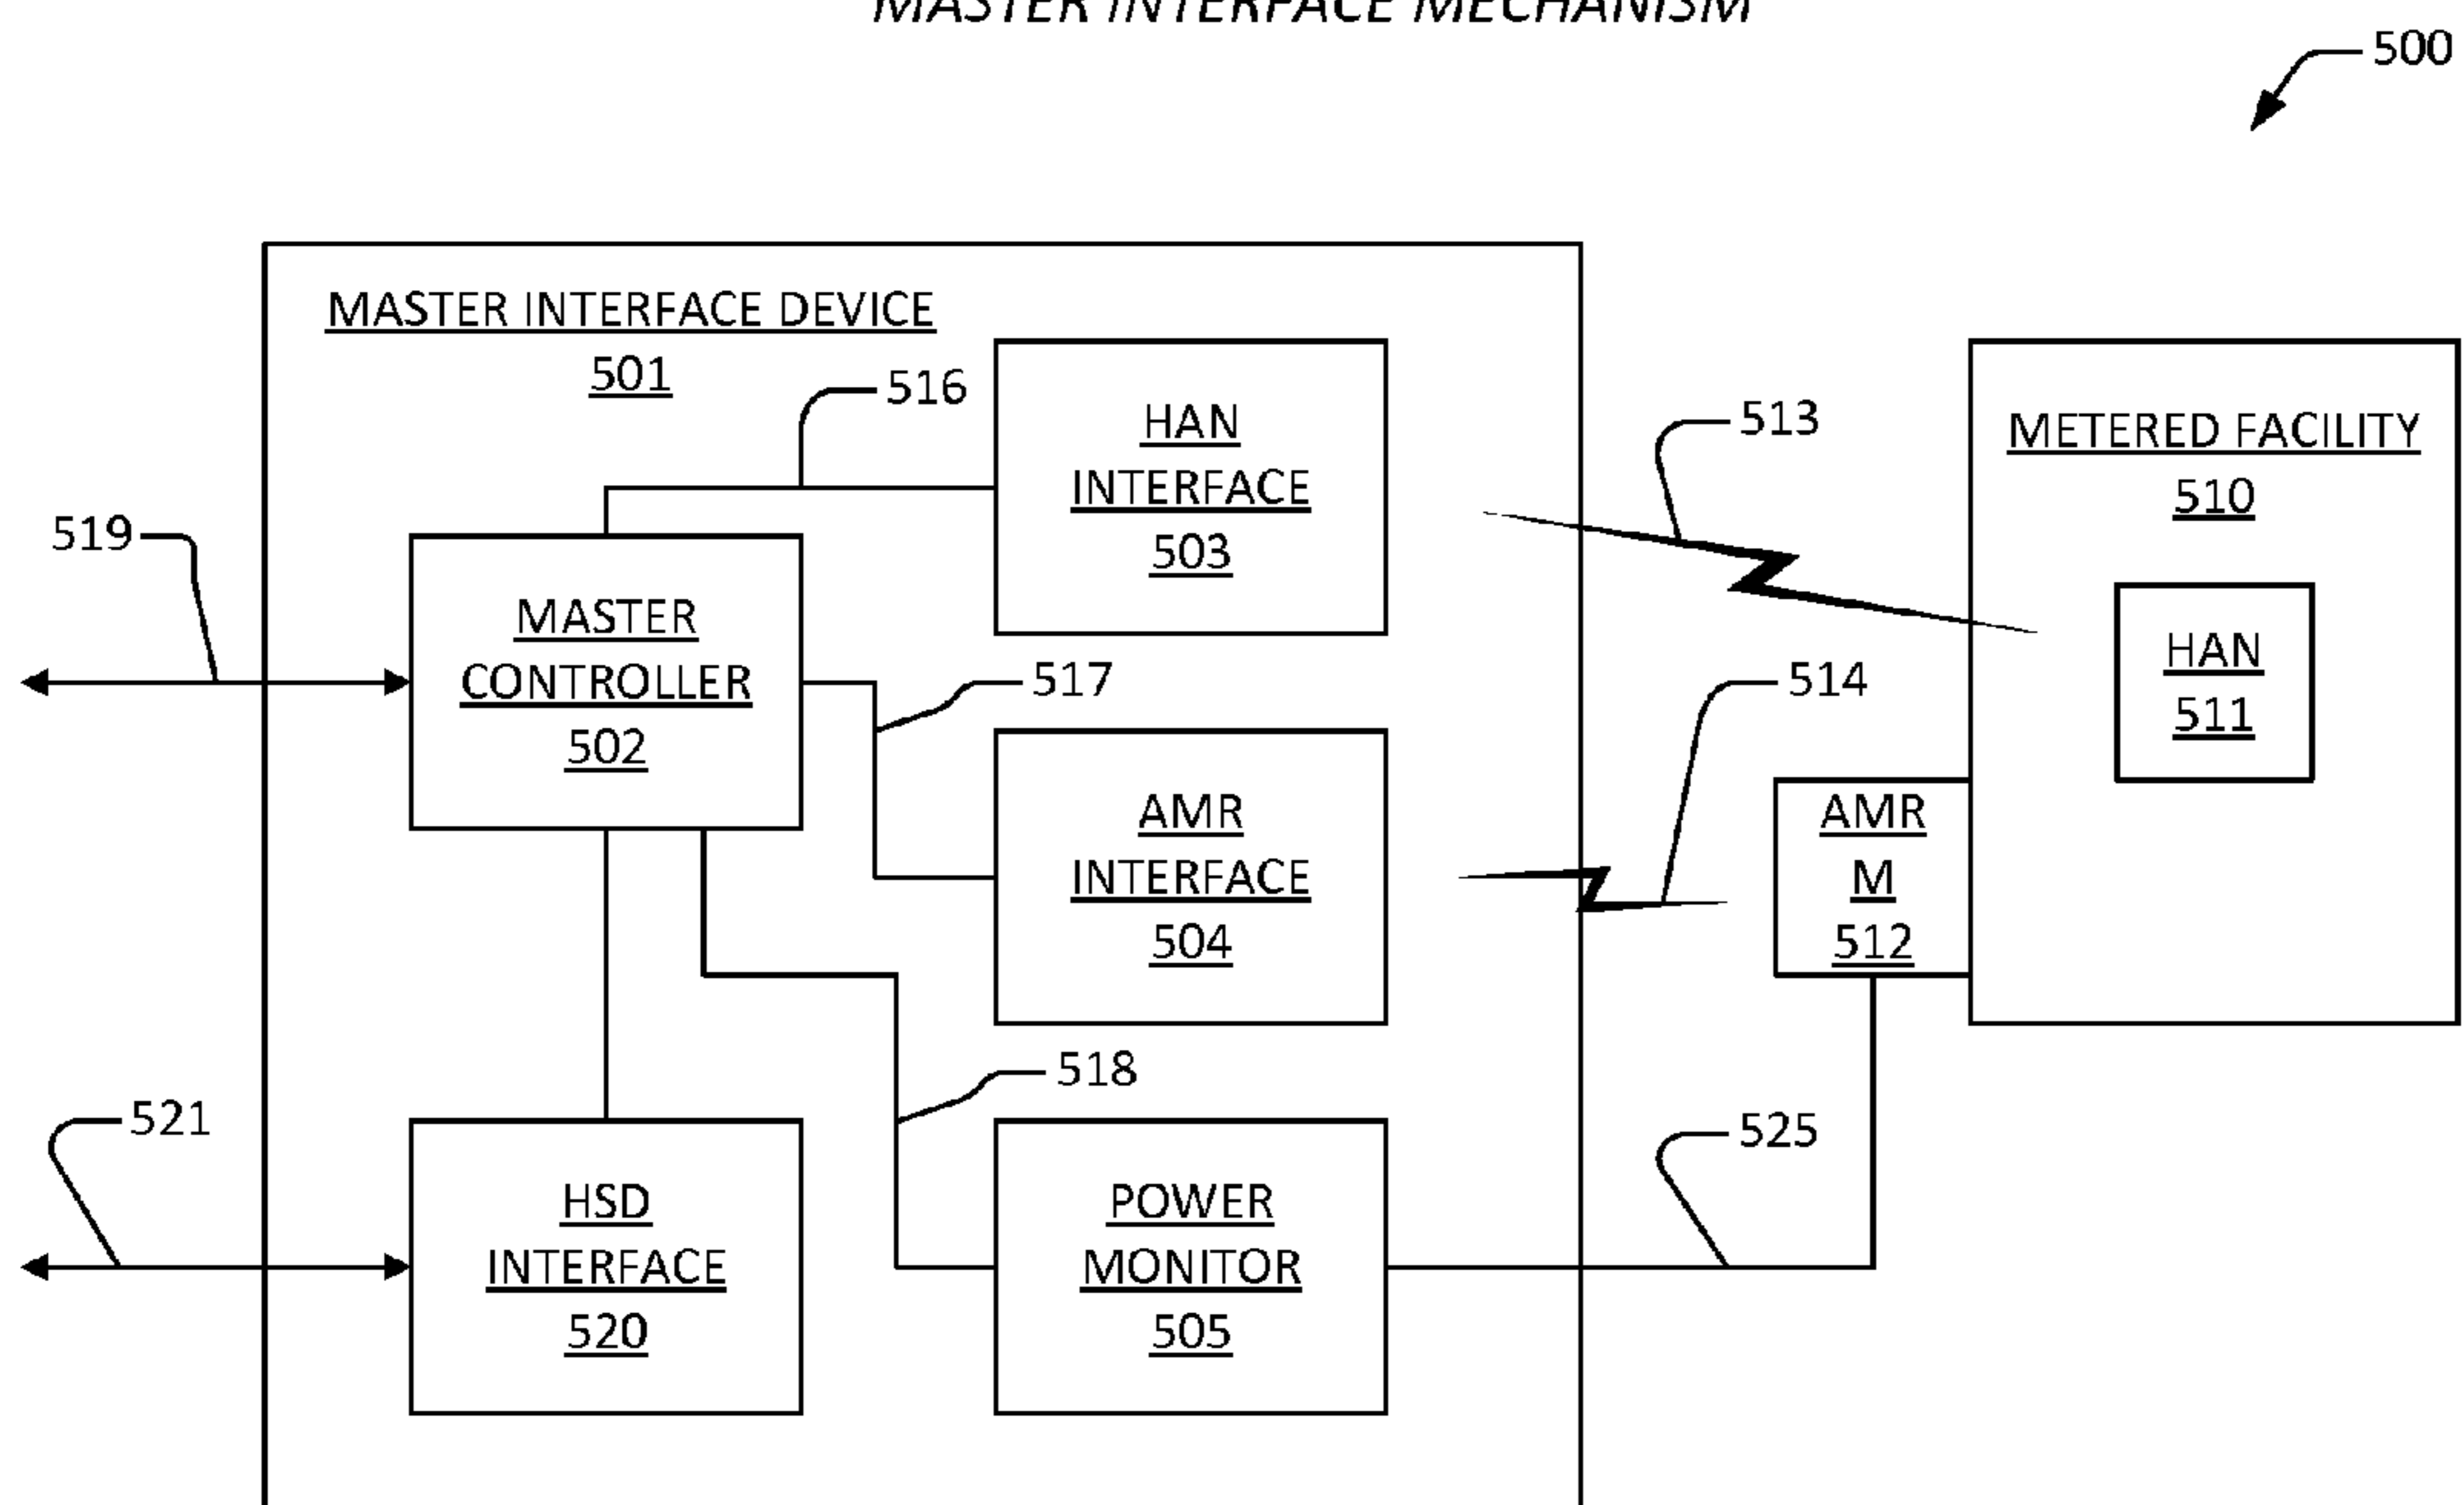 MASTER INTERFACE MECHANISM
500
MASTER INTERFACE DEVICE
501
516
HAN
INTERFACE
503
513
METERED FACILITY
510
519
MASTER
CONTROLLER
502
517
514
HAN
511
AMR
INTERFACE
504
AMR
M
512
518
521
525
HSD
INTERFACE
520
POWER
MONITOR
505